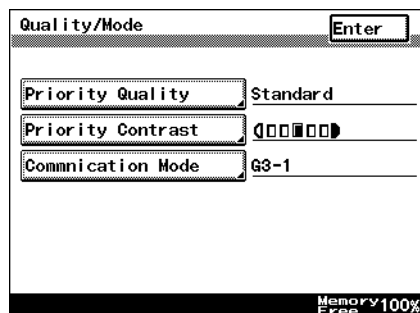 Quality/Mode
Enter
Priority Quality
Standard
Priority Contrast
Commnication Mode
G3-1
Memory
Free 100%